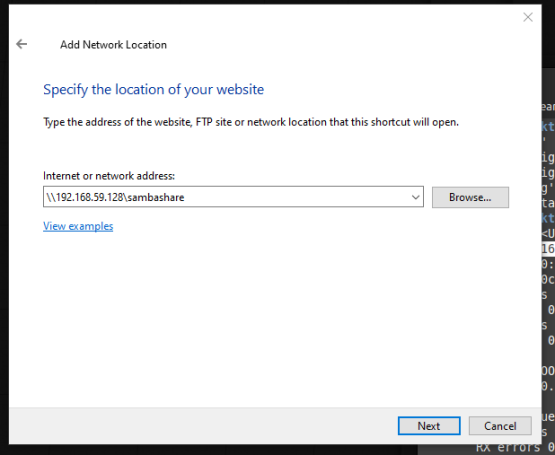 Add Network Location
Specify the location of your website
Type the address of the website, FTP site or network location that this shortcut will open.
Internet or network address:
\\192.168.59.128\sambashare
Browse...
View examples
Next
Cancel
RX errors 0